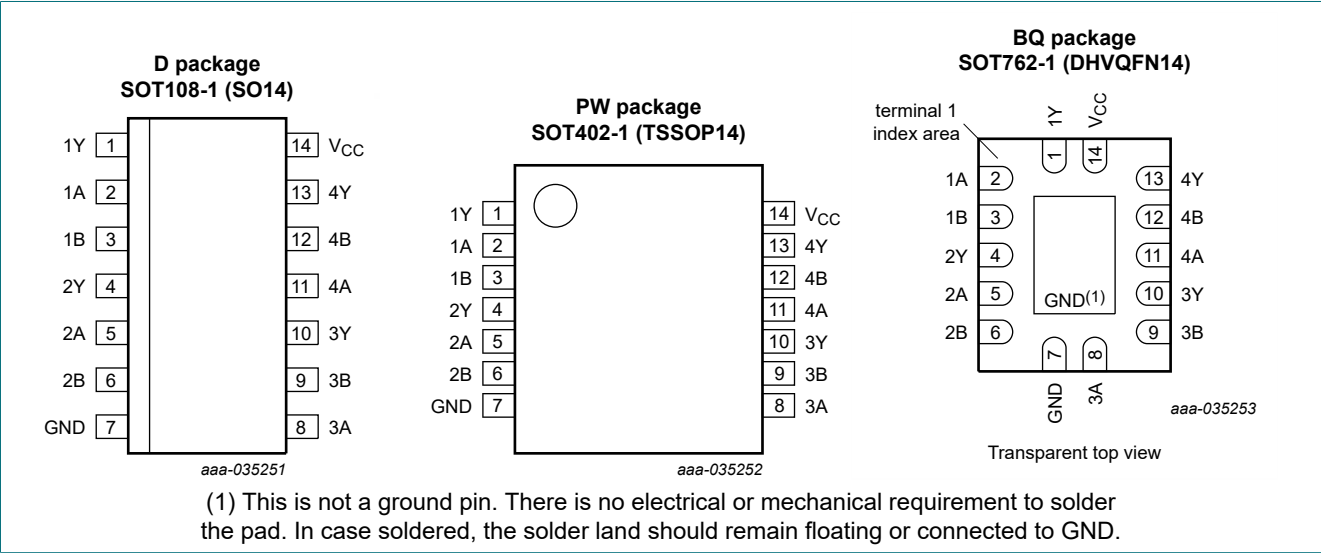 D package
SOT108-1 (SO14)
1Y 1 14 VCC
1A 2 13 4Y
1B 3 12 4B
2Y 4 11 4A
2A 5 10 3Y
2B 6 9 3B
GND 7 8 3A
aaa-035251
PW package
SOT402-1 (TSSOP14)
1Y 1 14 VCC
1A 2 13 4Y
1B 3 12 4B
2Y 4 11 4A
2A 5 10 3Y
2B 6 9 3B
GND 7 8 3A
aaa-035252
BQ package
SOT762-1 (DHVQFN14)
terminal 1
index area
1Y VCC
1 14
1A 2 13 4Y
1B 3 12 4B
2Y 4 11 4A
2A 5 10 3Y
GND(1)
2B 6 9 3B
7 8
GND 3A
aaa-035253
Transparent top view
(1) This is not a ground pin. There is no electrical or mechanical requirement to solder
the pad. In case soldered, the solder land should remain floating or connected to GND.